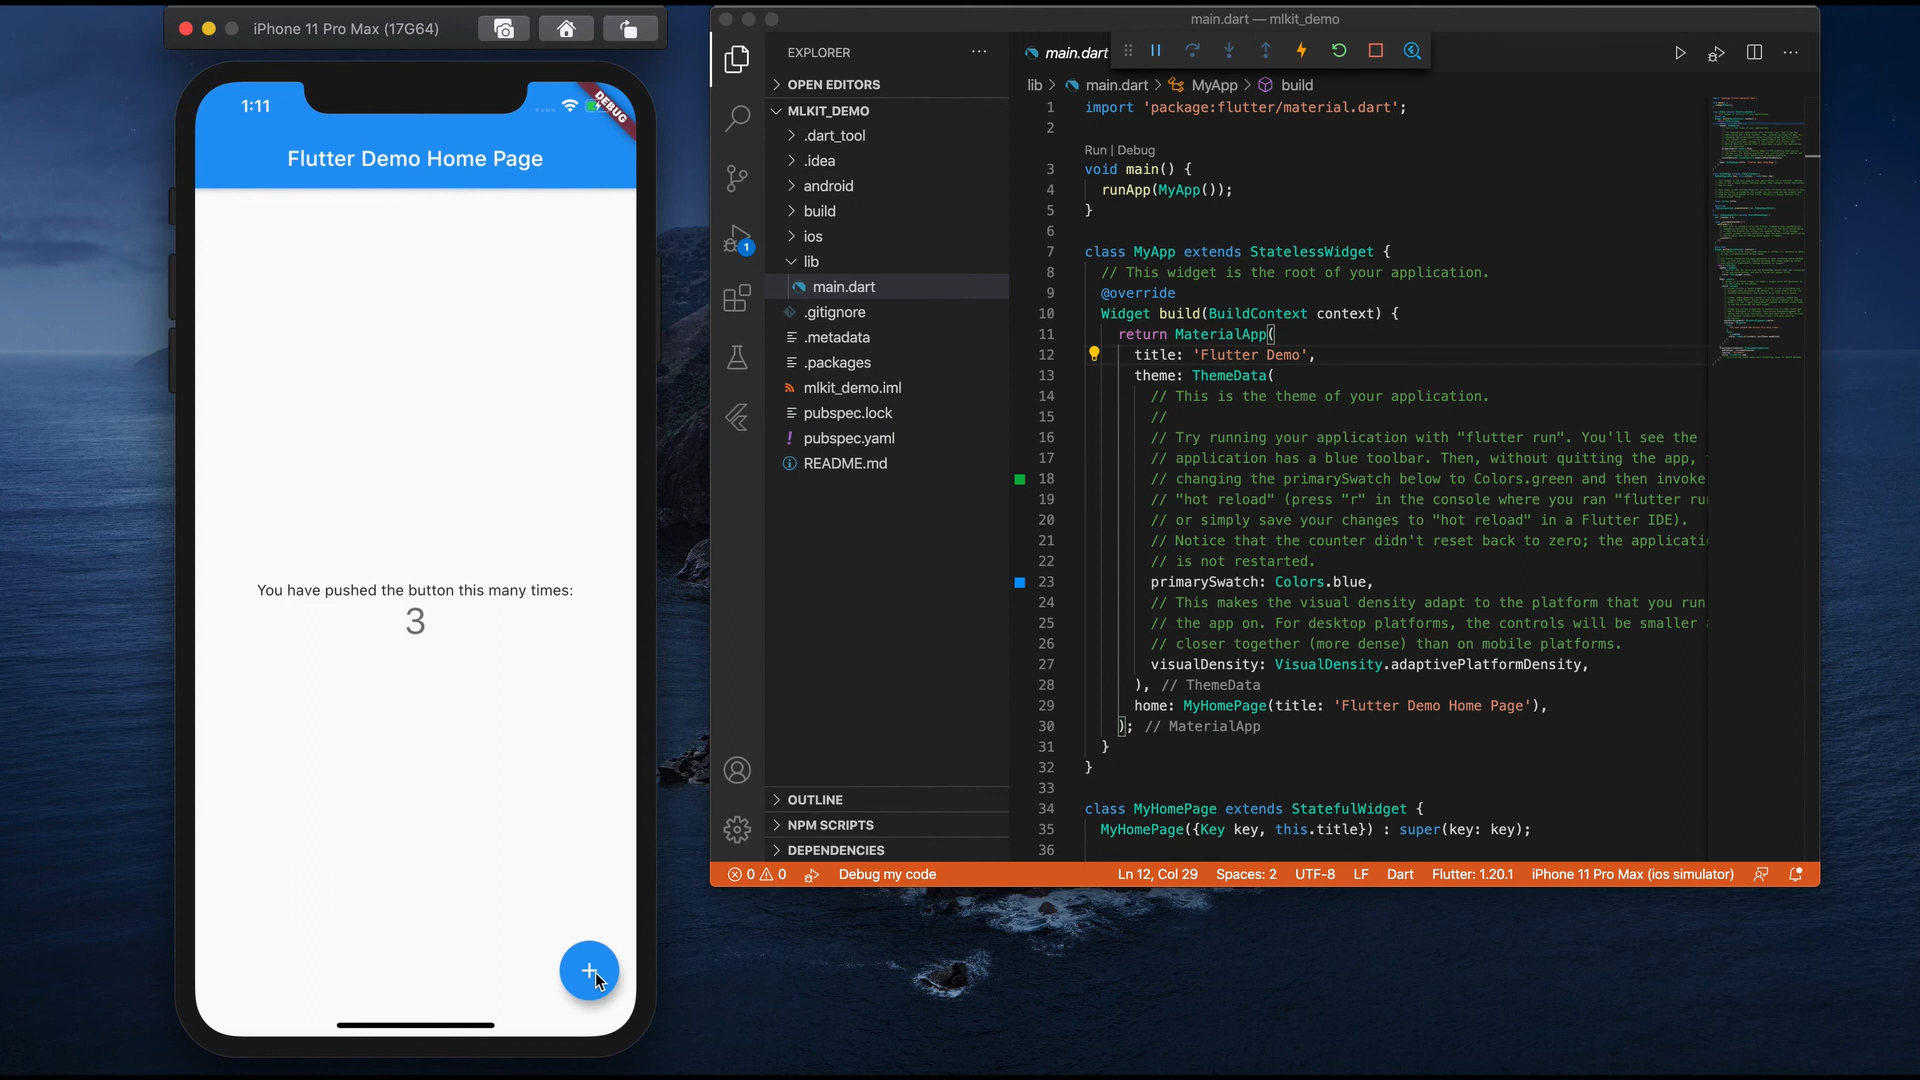 iPhone 11 Pro Max (17G64)
1:11
DEBUG
Flutter Demo Home Page
You have pushed the button this many times:
3
main.dart — mlkit_demo
EXPLORER
OPEN EDITORS
MLKIT_DEMO
.dart_tool
.idea
android
build
ios
lib
main.dart
.gitignore
.metadata
.packages
mlkit_demo.iml
pubspec.lock
pubspec.yaml
README.md
1
OUTLINE
NPM SCRIPTS
DEPENDENCIES
main.dart
lib > main.dart > MyApp > build
1 import 'package:flutter/material.dart';
2
Run | Debug
3 void main() {
4 runApp(MyApp());
5 }
6
7 class MyApp extends StatelessWidget {
8 // This widget is the root of your application.
9 @override
10 Widget build(BuildContext context) {
11 return MaterialApp(
12 title: 'Flutter Demo',
13 theme: ThemeData(
14 // This is the theme of your application.
15 //
16 // Try running your application with "flutter run". You'll see the
17 // application has a blue toolbar. Then, without quitting the app,
18 // changing the primarySwatch below to Colors.green and then invoke
19 // "hot reload" (press "r" in the console where you ran "flutter ru
20 // or simply save your changes to "hot reload" in a Flutter IDE).
21 // Notice that the counter didn't reset back to zero; the applicati
22 // is not restarted.
23 primarySwatch: Colors.blue,
24 // This makes the visual density adapt to the platform that you run
25 // the app on. For desktop platforms, the controls will be smaller
26 // closer together (more dense) than on mobile platforms.
27 visualDensity: VisualDensity.adaptivePlatformDensity,
28 ), // ThemeData
29 home: MyHomePage(title: 'Flutter Demo Home Page'),
30 ); // MaterialApp
31 }
32 }
33
34 class MyHomePage extends StatefulWidget {
35 MyHomePage({Key key, this.title}) : super(key: key);
36
0 0 Debug my code Ln 12, Col 29 Spaces: 2 UTF-8 LF Dart Flutter: 1.20.1 iPhone 11 Pro Max (ios simulator)